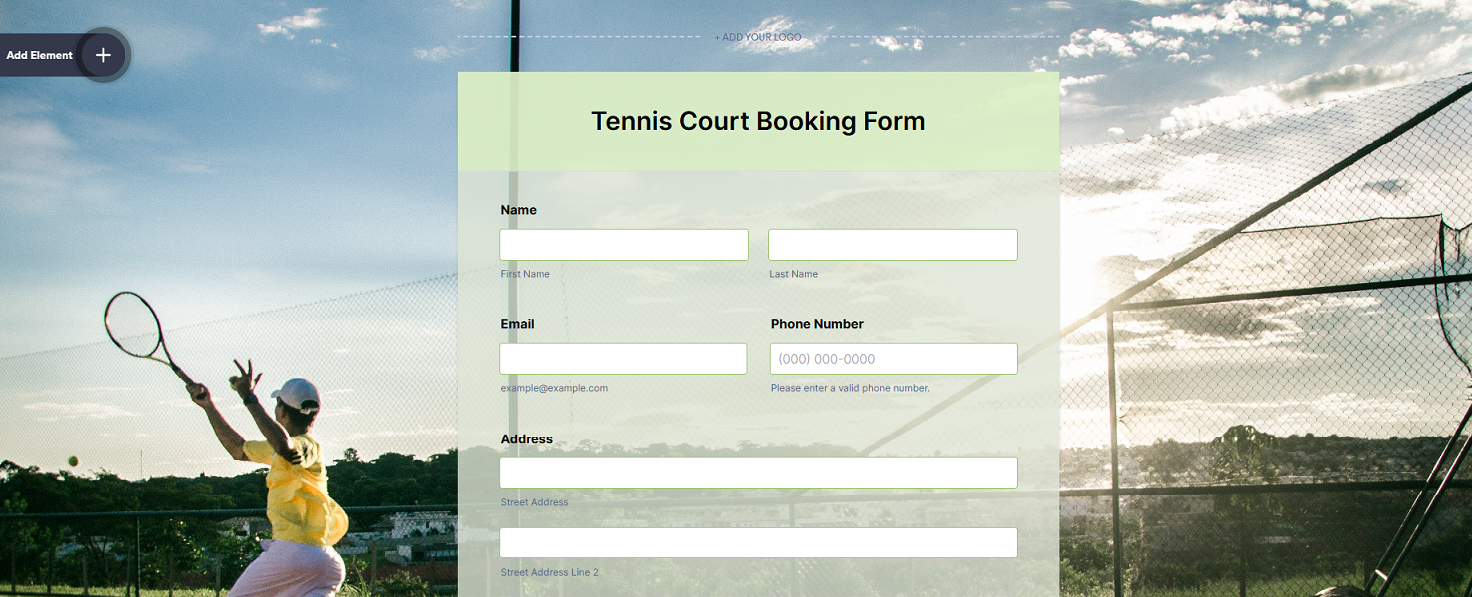 + ADD YOUR LOGO
Add Element
Tennis Court Booking Form
Name
First Name
Last Name
Email
Phone Number
(000) 000-0000
example@example.com
Please enter a valid phone number.
Address
Street Address
Street Address Line 2